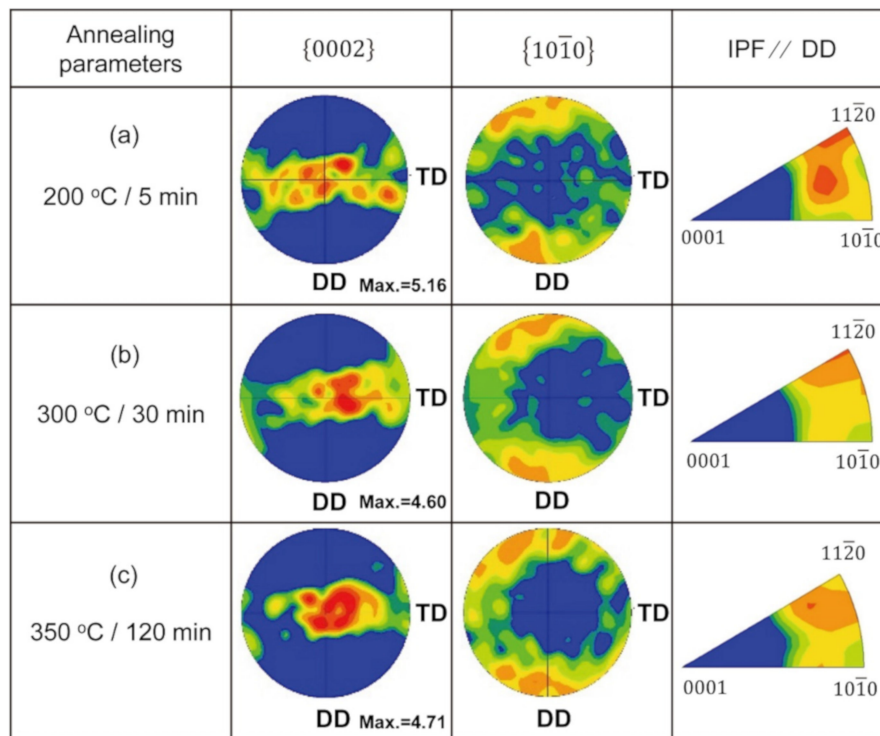 Annealing
parameters
{0002}
{101̅0}
IPF // DD
(a)
200 °C / 5 min
TD
DD Max.=5.16
TD
DD
112̅0
0001
101̅0
(b)
300 °C / 30 min
TD
DD Max.=4.60
TD
DD
112̅0
0001
101̅0
(c)
350 °C / 120 min
TD
DD Max.=4.71
TD
DD
112̅0
0001
101̅0